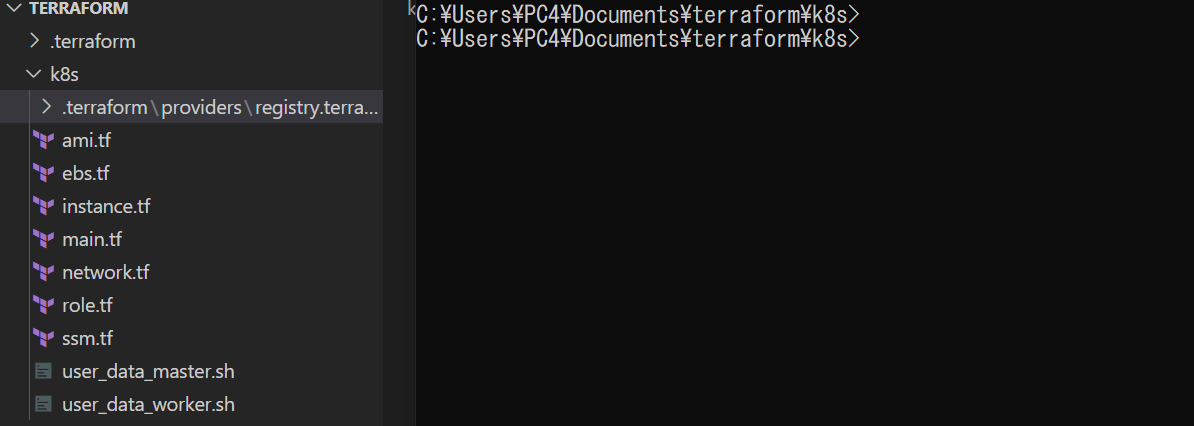 TERRAFORM
.terraform
k8s
.terraform\providers\registry.terra...
ami.tf
ebs.tf
instance.tf
main.tf
network.tf
role.tf
ssm.tf
user_data_master.sh
user_data_worker.sh
k
C:¥Users¥PC4¥Documents¥terraform¥k8s>
C:¥Users¥PC4¥Documents¥terraform¥k8s>